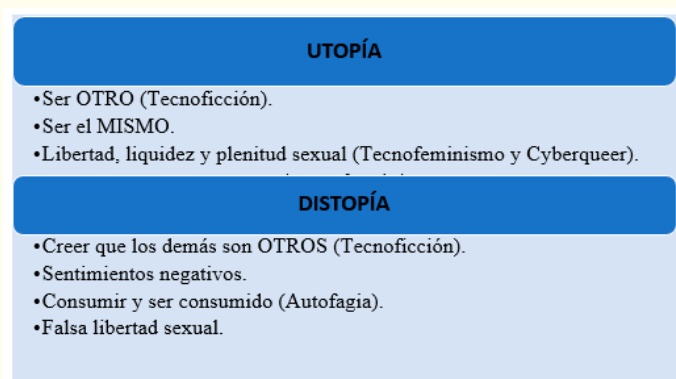 UTOPÍA
•Ser OTRO (Tecnoficción).
•Ser el MISMO.
•Libertad, liquidez y plenitud sexual (Tecnofeminismo y Cyberqueer).
DISTOPÍA
•Creer que los demás son OTROS (Tecnoficción).
•Sentimientos negativos.
•Consumir y ser consumido (Autofagia).
•Falsa libertad sexual.